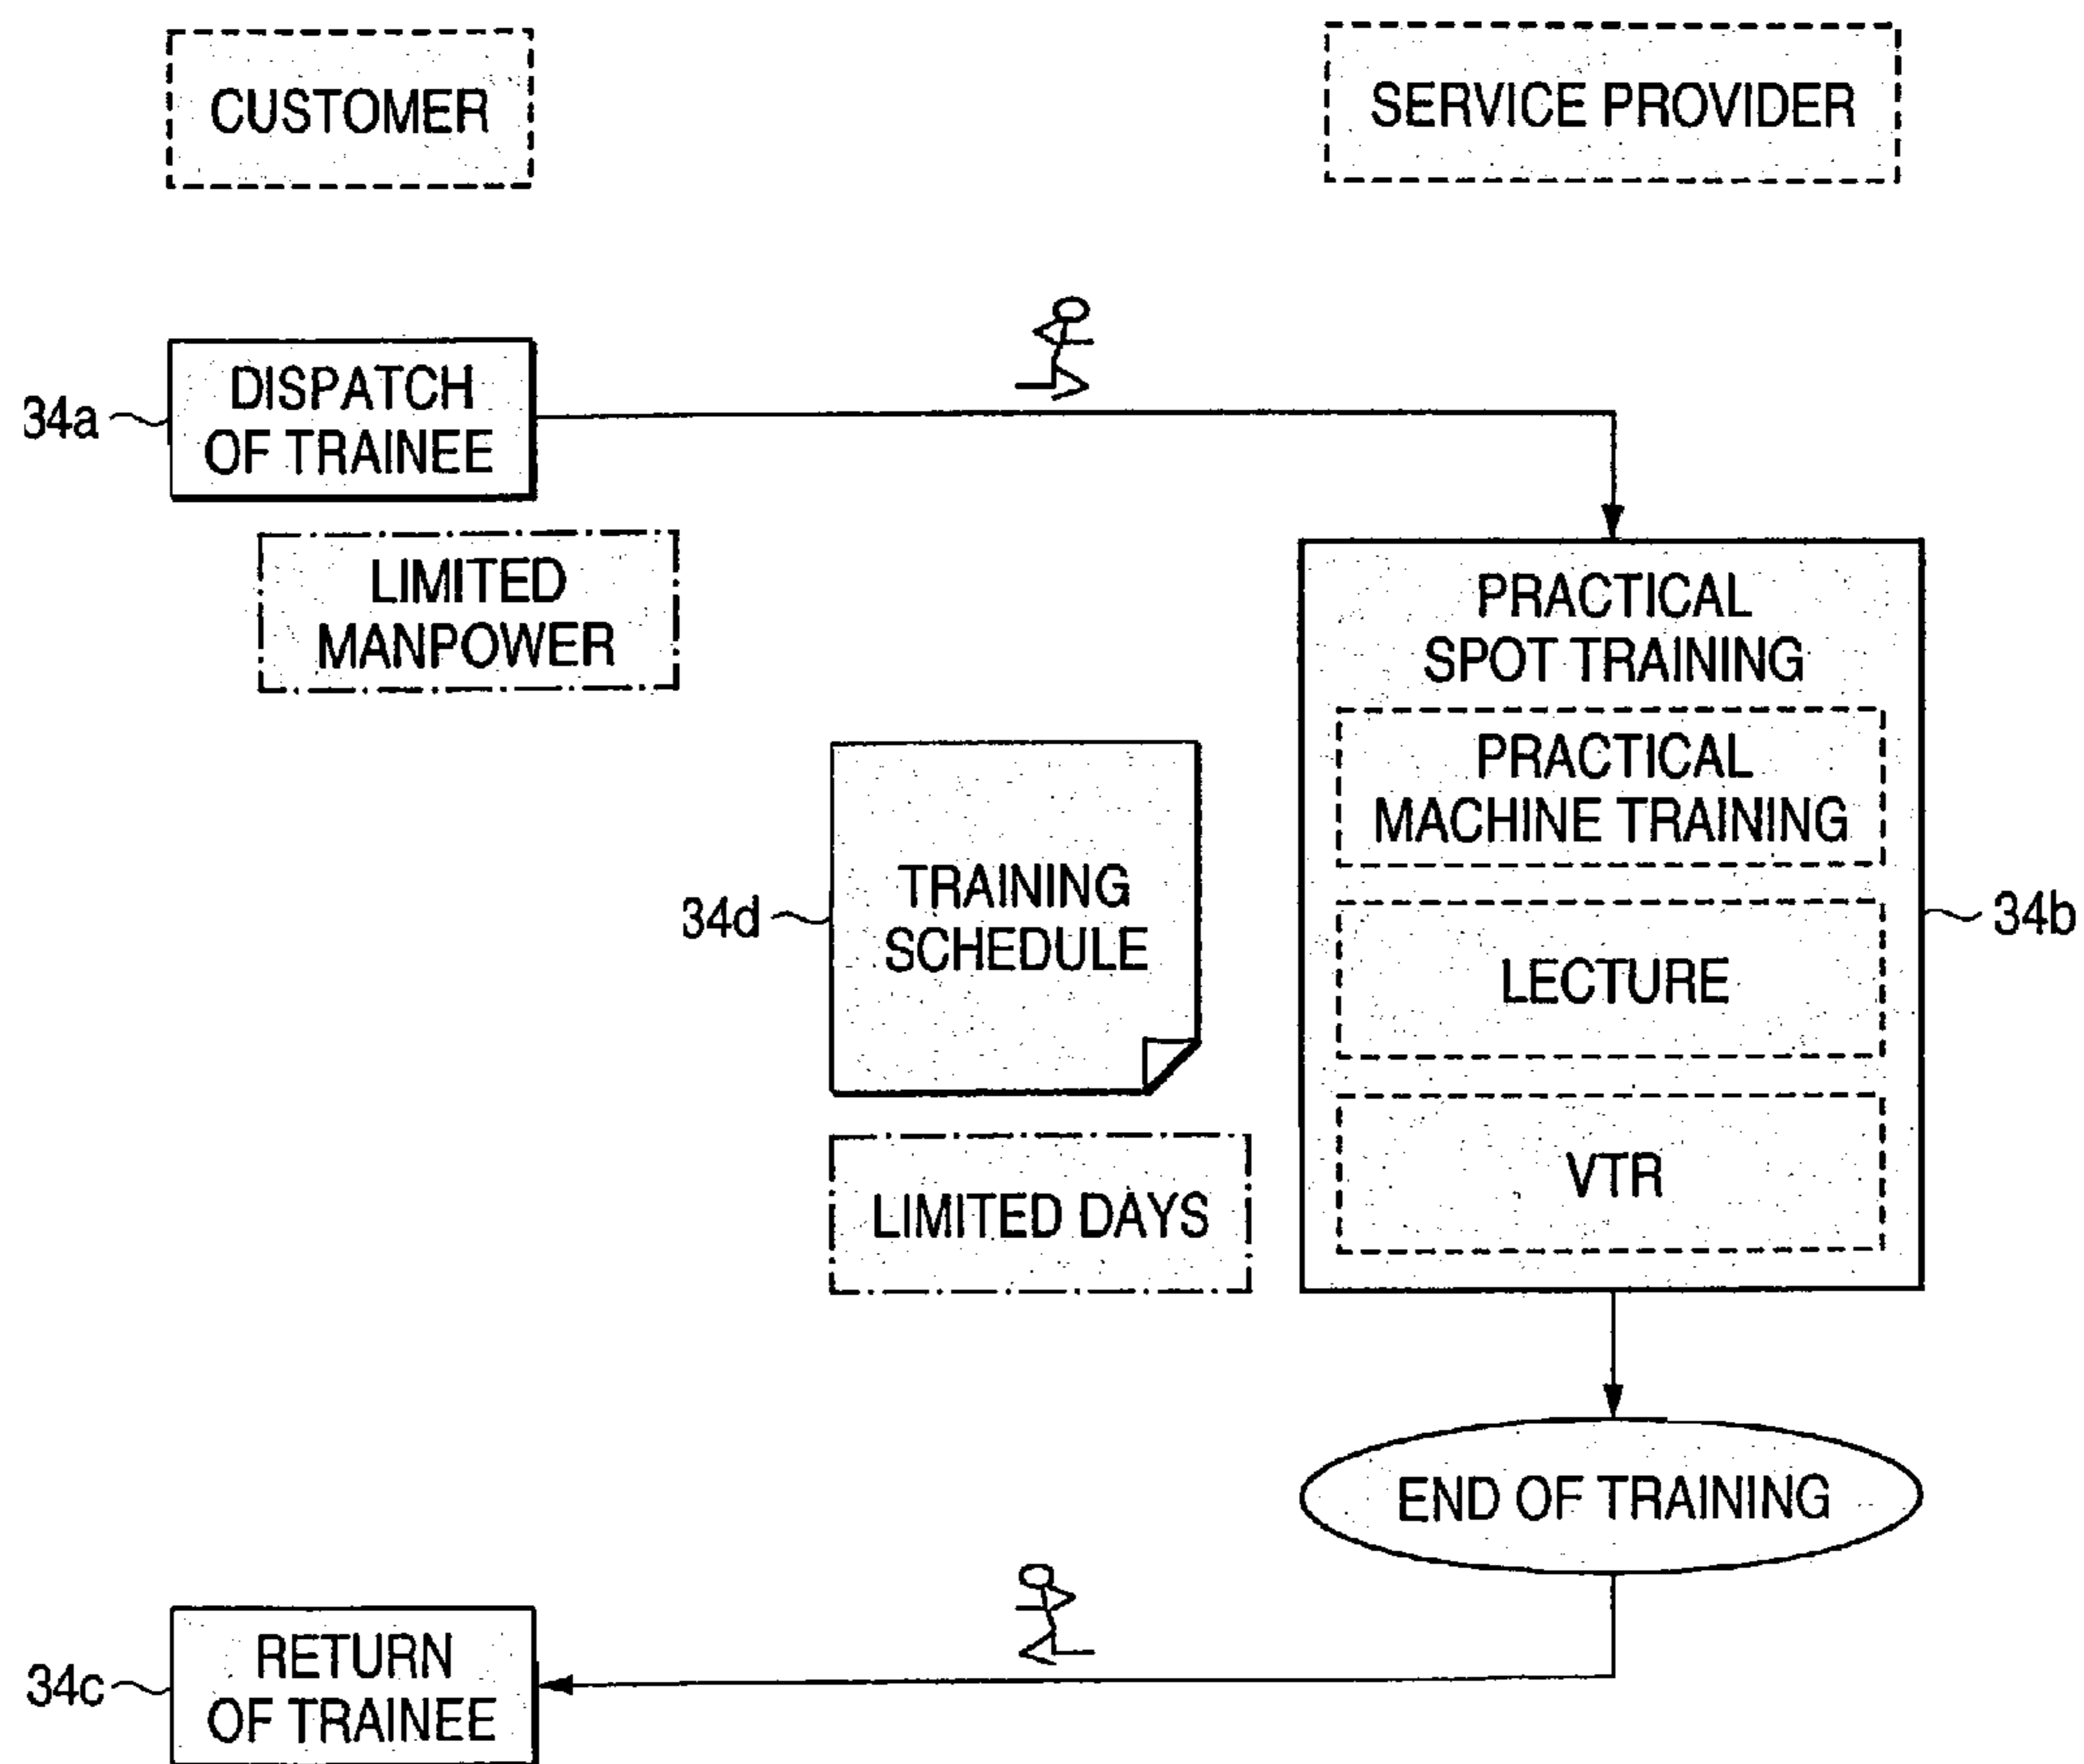 CUSTOMER
SERVICE PROVIDER
34a
DISPATCH
OF TRAINEE
LIMITED
MANPOWER
PRACTICAL
SPOT TRAINING
PRACTICAL
MACHINE TRAINING
34d
TRAINING
SCHEDULE
34b
LECTURE
VTR
LIMITED DAYS
END OF TRAINING
34c
RETURN
OF TRAINEE